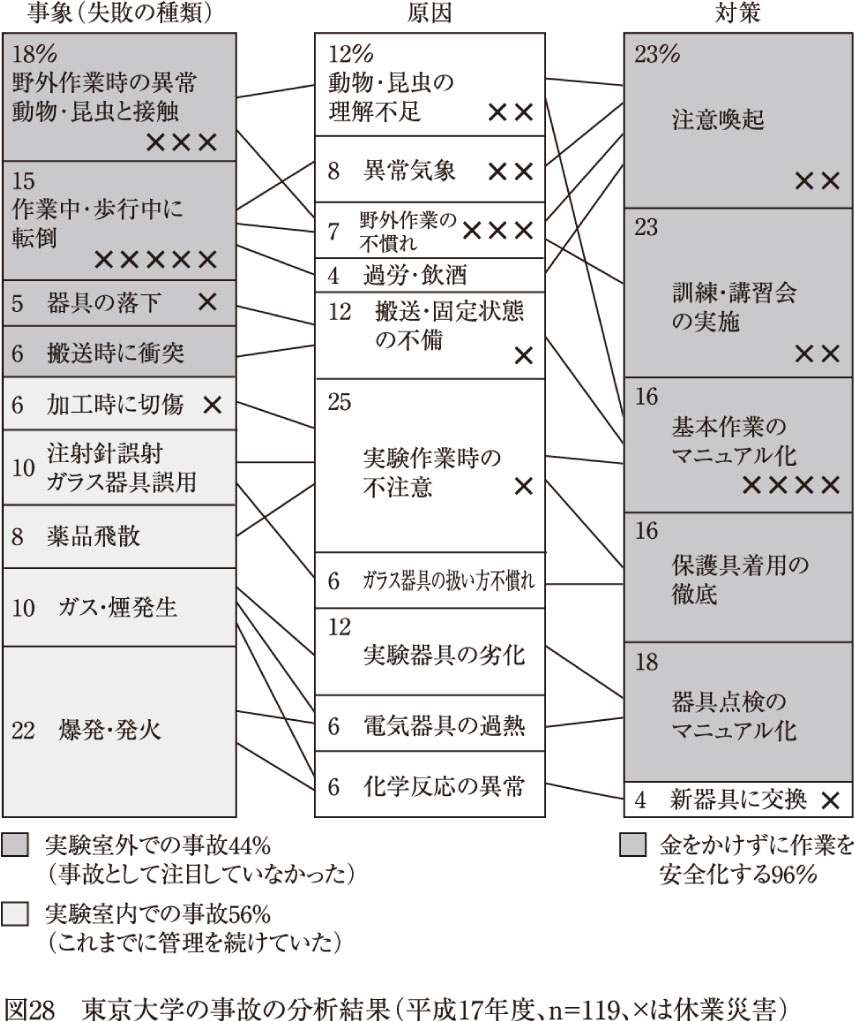 事象（失敗の種類）
18%
野外作業時の異常
動物・昆虫と接触
×××
15
作業中・歩行中に
転倒
×××××
5 器具の落下 ×
6 搬送時に衝突
6 加工時に切傷 ×
10 注射針誤射
ガラス器具誤用
8 薬品飛散
10 ガス・煙発生
22 爆発・発火
原因
12%
動物・昆虫の
理解不足 ××
8 異常気象 ××
7 野外作業の
不慣れ ×××
4 過労・飲酒
12 搬送・固定状態
の不備
×
25
実験作業時の
不注意 ×
6 ガラス器具の扱い方不慣れ
12
実験器具の劣化
6 電気器具の過熱
6 化学反応の異常
対策
23%
注意喚起
××
23
訓練・講習会
の実施
××
16
基本作業の
マニュアル化
××××
16
保護具着用の
徹底
18
器具点検の
マニュアル化
4 新器具に交換 ×
実験室外での事故44%
（事故として注目していなかった）
実験室内での事故56%
（これまでに管理を続けていた）
金をかけずに作業を
安全化する96%
図28 東京大学の事故の分析結果（平成17年度、n=119、×は休業災害）